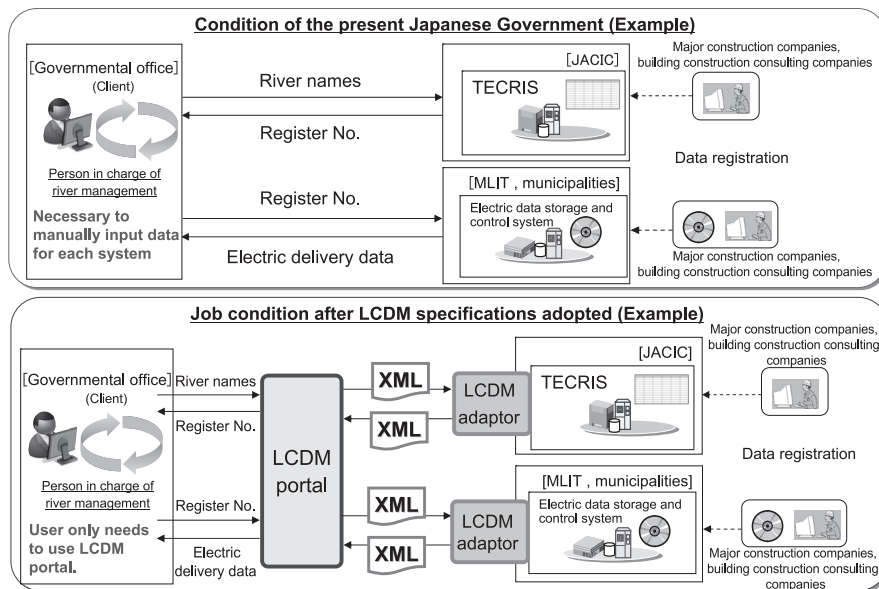 Condition of the present Japanese Government (Example)
[Governmental office]
(Client)
Person in charge of
river management
Necessary to
manually input data
for each system
River names
Register No.
Register No.
Electric delivery data
[JACIC]
TECRIS
[MLIT , municipalities]
Electric data storage and
control system
Major construction companies,
building construction consulting
companies
Data registration
Major construction companies,
building construction consulting
companies
Job condition after LCDM specifications adopted (Example)
[Governmental office]
(Client)
Person in charge of
river management
User only needs
to use LCDM
portal.
River names
Register No.
Register No.
Electric
delivery data
LCDM
portal
XML
XML
XML
XML
LCDM
adaptor
LCDM
adaptor
[JACIC]
TECRIS
[MLIT , municipalities]
Electric data storage and
control system
Major construction companies,
building construction consulting
companies
Data registration
Major construction companies,
building construction consulting
companies